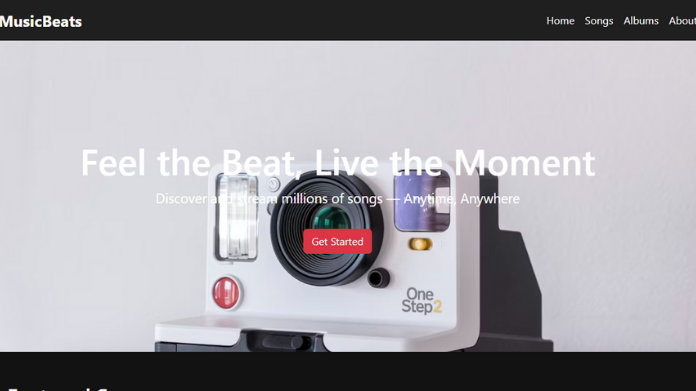 MusicBeats
Home Songs Albums About
Feel the Beat, Live the Moment
Discover and stream millions of songs — Anytime, Anywhere
Get Started
One
Step2